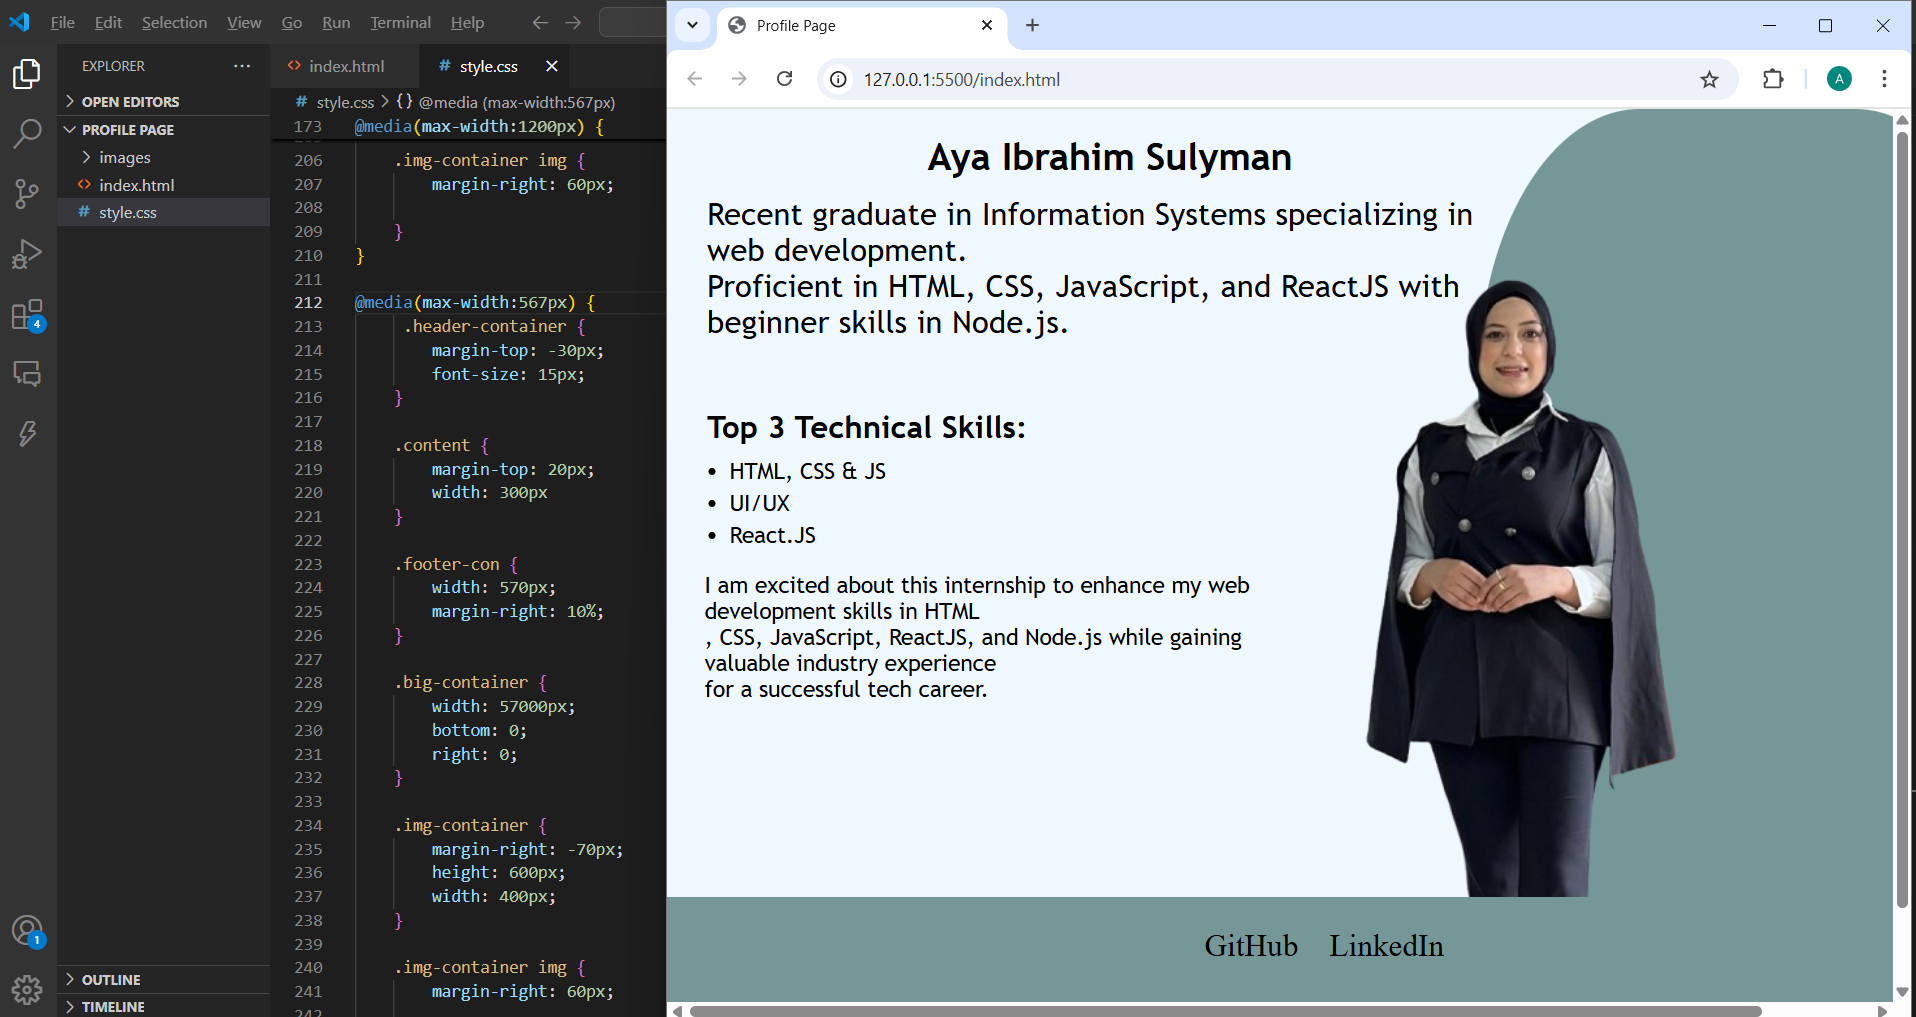 File Edit Selection View Go Run Terminal Help
EXPLORER
OPEN EDITORS
PROFILE PAGE
images
index.html
style.css
OUTLINE
TIMELINE
4
1
index.html
style.css
style.css > {} @media (max-width:567px)
173 @media(max-width:1200px) {
206 .img-container img {
207 margin-right: 60px;
208
209 }
210 }
211
212 @media(max-width:567px) {
213 .header-container {
214 margin-top: -30px;
215 font-size: 15px;
216 }
217
218 .content {
219 margin-top: 20px;
220 width: 300px
221 }
222
223 .footer-con {
224 width: 570px;
225 margin-right: 10%;
226 }
227
228 .big-container {
229 width: 57000px;
230 bottom: 0;
231 right: 0;
232 }
233
234 .img-container {
235 margin-right: -70px;
236 height: 600px;
237 width: 400px;
238 }
239
240 .img-container img {
241 margin-right: 60px;
242
Profile Page
127.0.0.1:5500/index.html
A
Aya Ibrahim Sulyman
Recent graduate in Information Systems specializing in
web development.
Proficient in HTML, CSS, JavaScript, and ReactJS with
beginner skills in Node.js.
Top 3 Technical Skills:
• HTML, CSS & JS
• UI/UX
• React.JS
I am excited about this internship to enhance my web
development skills in HTML
, CSS, JavaScript, ReactJS, and Node.js while gaining
valuable industry experience
for a successful tech career.
GitHub LinkedIn